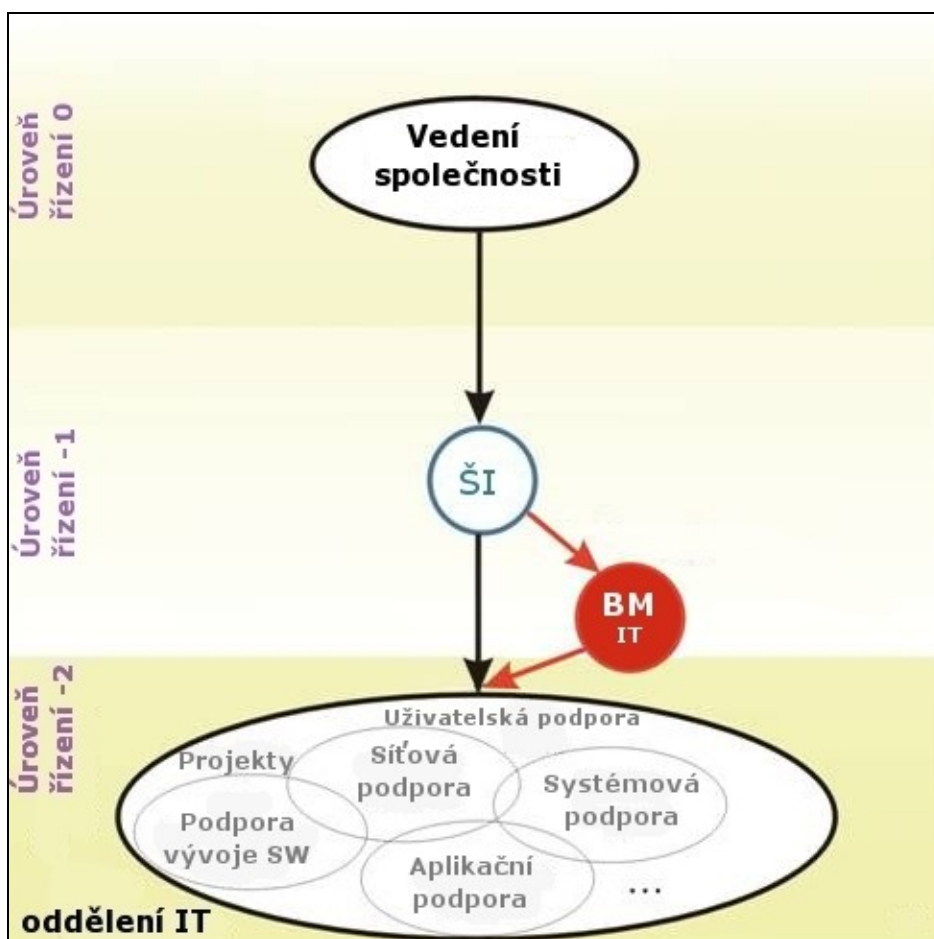 Úroveň
řízení 0
Vedení
společnosti
Úroveň
řízení -1
ŠI
BM
IT
Úroveň
řízení -2
Uživatelská podpora
Projekty
Síťová
podpora
Systémová
podpora
Podpora
vývoje SW
Aplikační
podpora
...
oddělení IT